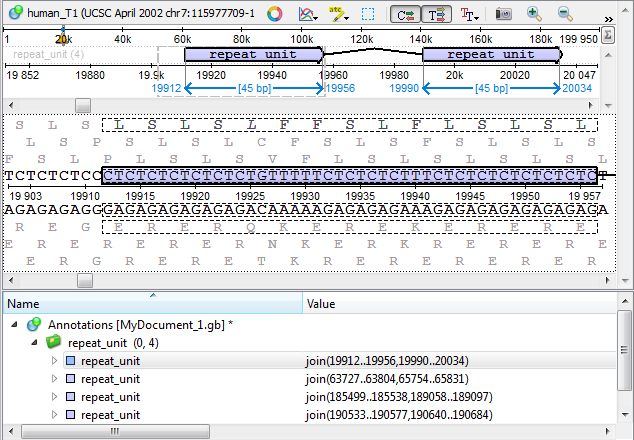 human_T1 (UCSC April 2002 chr7:115977709-1
C T T »
1 20k 40k 60k 80k 100k 120k 140k 160k 180k 199 950
repeat_unit (4) repeat unit repeat unit Σ
19 852 19880 19.9k 19920 19940 19960 19980 20k 20020 20 047
19912 [45 bp] 19956 19990 [45 bp] 20034
S L S L S L S L F F S L F L S L S L
L S P S L S L C F S L S F S L S L S
F S L P L S L S V F L S L S L S L S L
TCTCTCTCC CTCTCTCTCTCTCTGTTTTTCTCTCTCTTTCTCTCTCTCTCTCTC T
19 903 19910 19915 19920 19925 19930 19935 19940 19945 19950 19 957
AGAGAGAGG GAGAGAGAGAGAGACAAAAAGAGAGAGAAAGAGAGAGAGAGAGAG A
R E G E R E R Q K E R E K E R E R E
E R E R E R E R N K E R K R E R E R E
E R G R E R E T K R E R E R E R E R
Name Value
Annotations [MyDocument_1.gb] *
repeat_unit (0, 4)
repeat_unit join(19912..19956,19990..20034)
repeat_unit join(63727..63804,65754..65831)
repeat_unit join(185499..185538,189058..189097)
repeat_unit join(190533..190577,190640..190684)